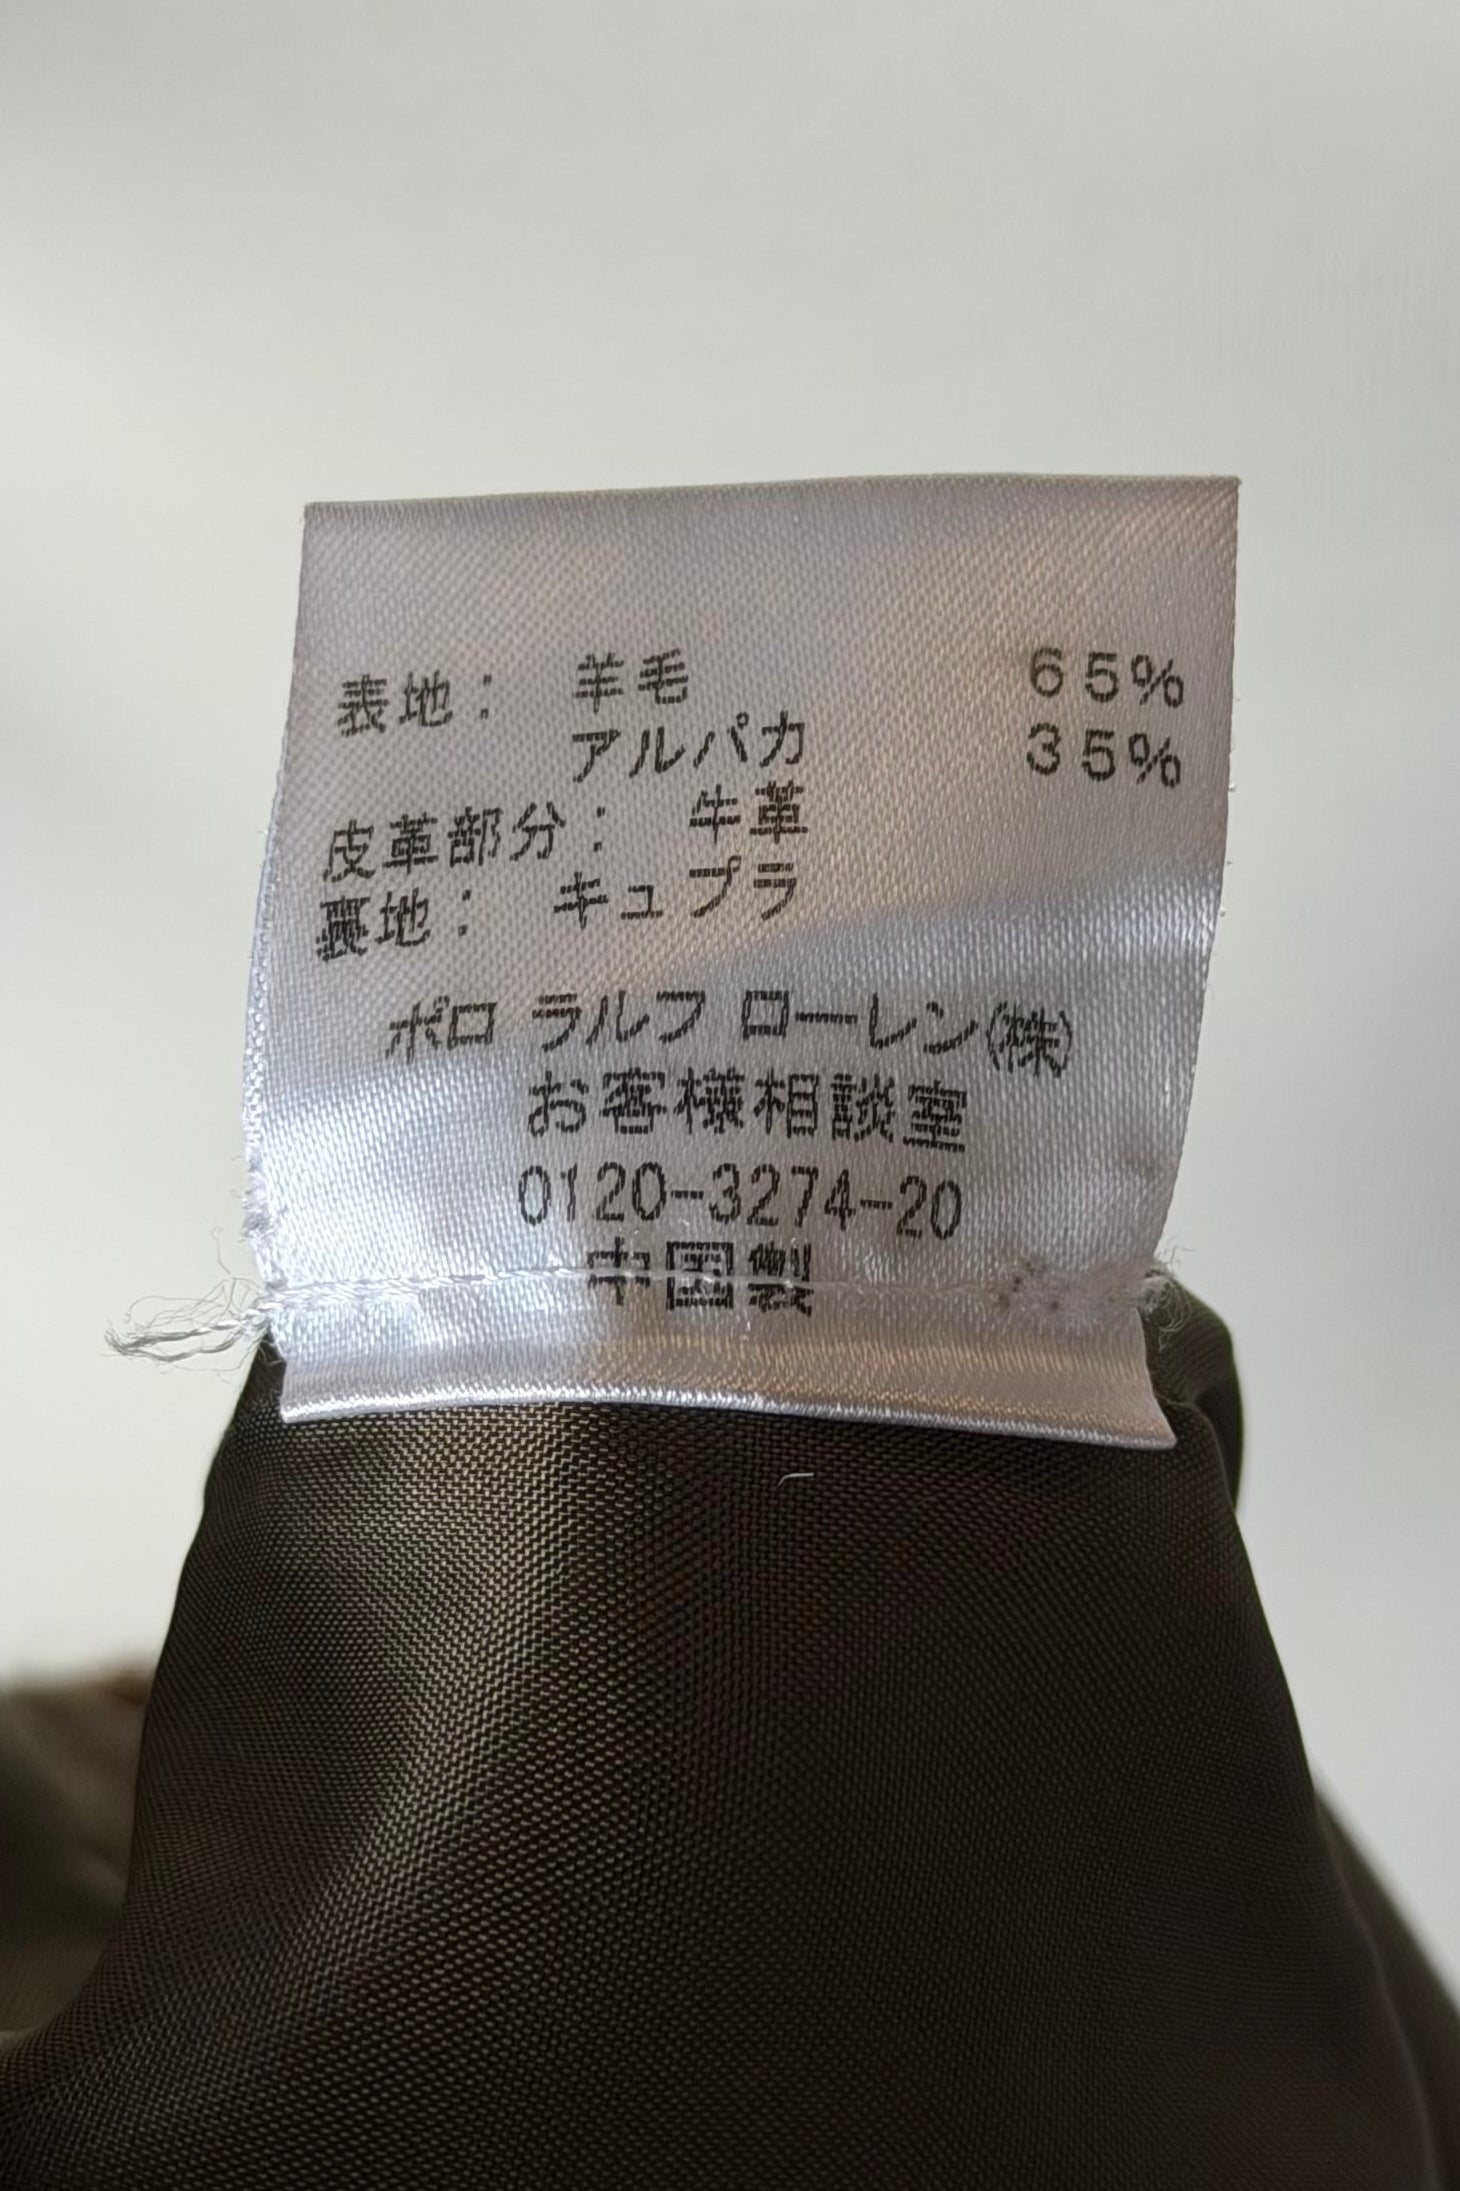 表地： 羊毛 65%
アルパカ 35%
皮革部分： 牛革
裏地： キュプラ
ポロ ラルフ ローレン(株)
お客様相談室
0120-3274-20
中国製